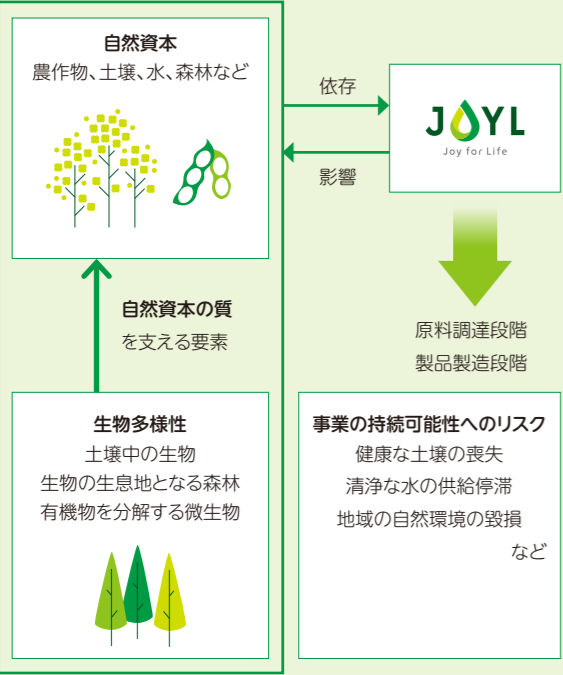 自然資本
農作物、土壌、水、森林など
依存
JOYL
Joy for Life
影響
自然資本の質
を支える要素
原料調達段階
製品製造段階
生物多様性
土壌中の生物
生物の生息地となる森林
有機物を分解する微生物
事業の持続可能性へのリスク
健康な土壌の喪失
清浄な水の供給停滞
地域の自然環境の毀損
など